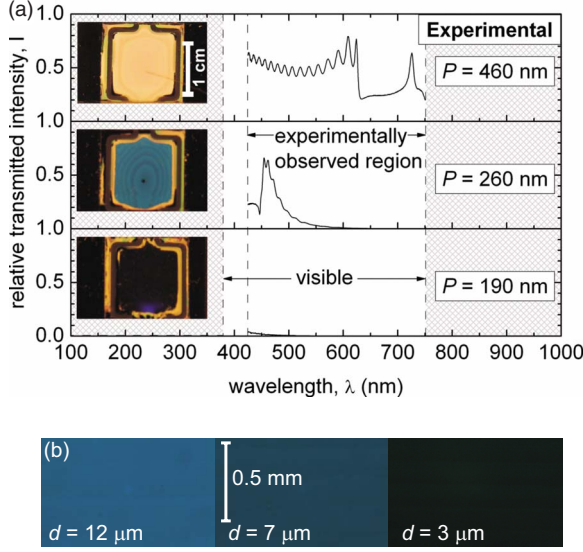 (a)
relative transmitted intensity, I
1.0
0.5
1.0
0.5
1.0
0.5
0.0
1 cm
Experimental
P = 460 nm
experimentally
observed region
P = 260 nm
visible
P = 190 nm
100 200 300 400 500 600 700 800 900 1000
wavelength, λ (nm)
(b)
0.5 mm
d = 12 μm d = 7 μm d = 3 μm